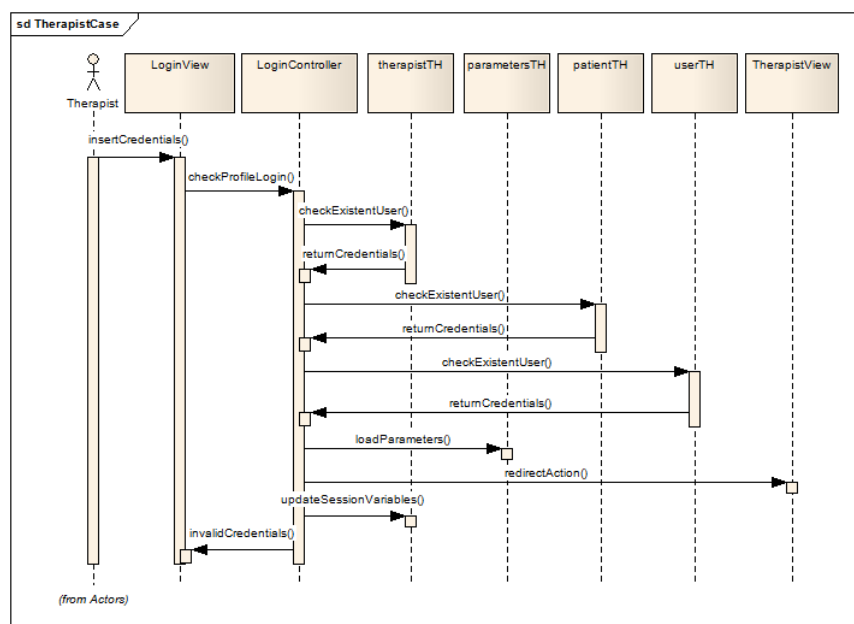 sd TherapistCase
LoginView
LoginController
therapistTH
parametersTH
patientTH
userTH
TherapistView
Therapist
insertCredentials()
checkProfileLogin()
checkExistentUser()
returnCredentials()
checkExistentUser()
returnCredentials()
checkExistentUser()
returnCredentials()
loadParameters()
redirectAction()
updateSessionVariables()
invalidCredentials()
(from Actors)